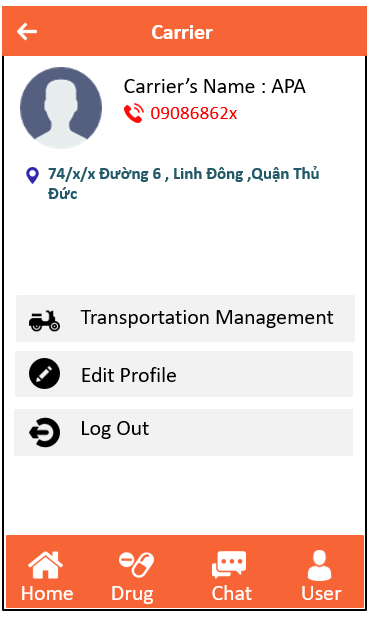 Carrier
Carrier’s Name : APA
09086862x
74/x/x Đường 6 , Linh Đông ,Quận Thủ
Đức
Transportation Management
Edit Profile
Log Out
Home Drug Chat User